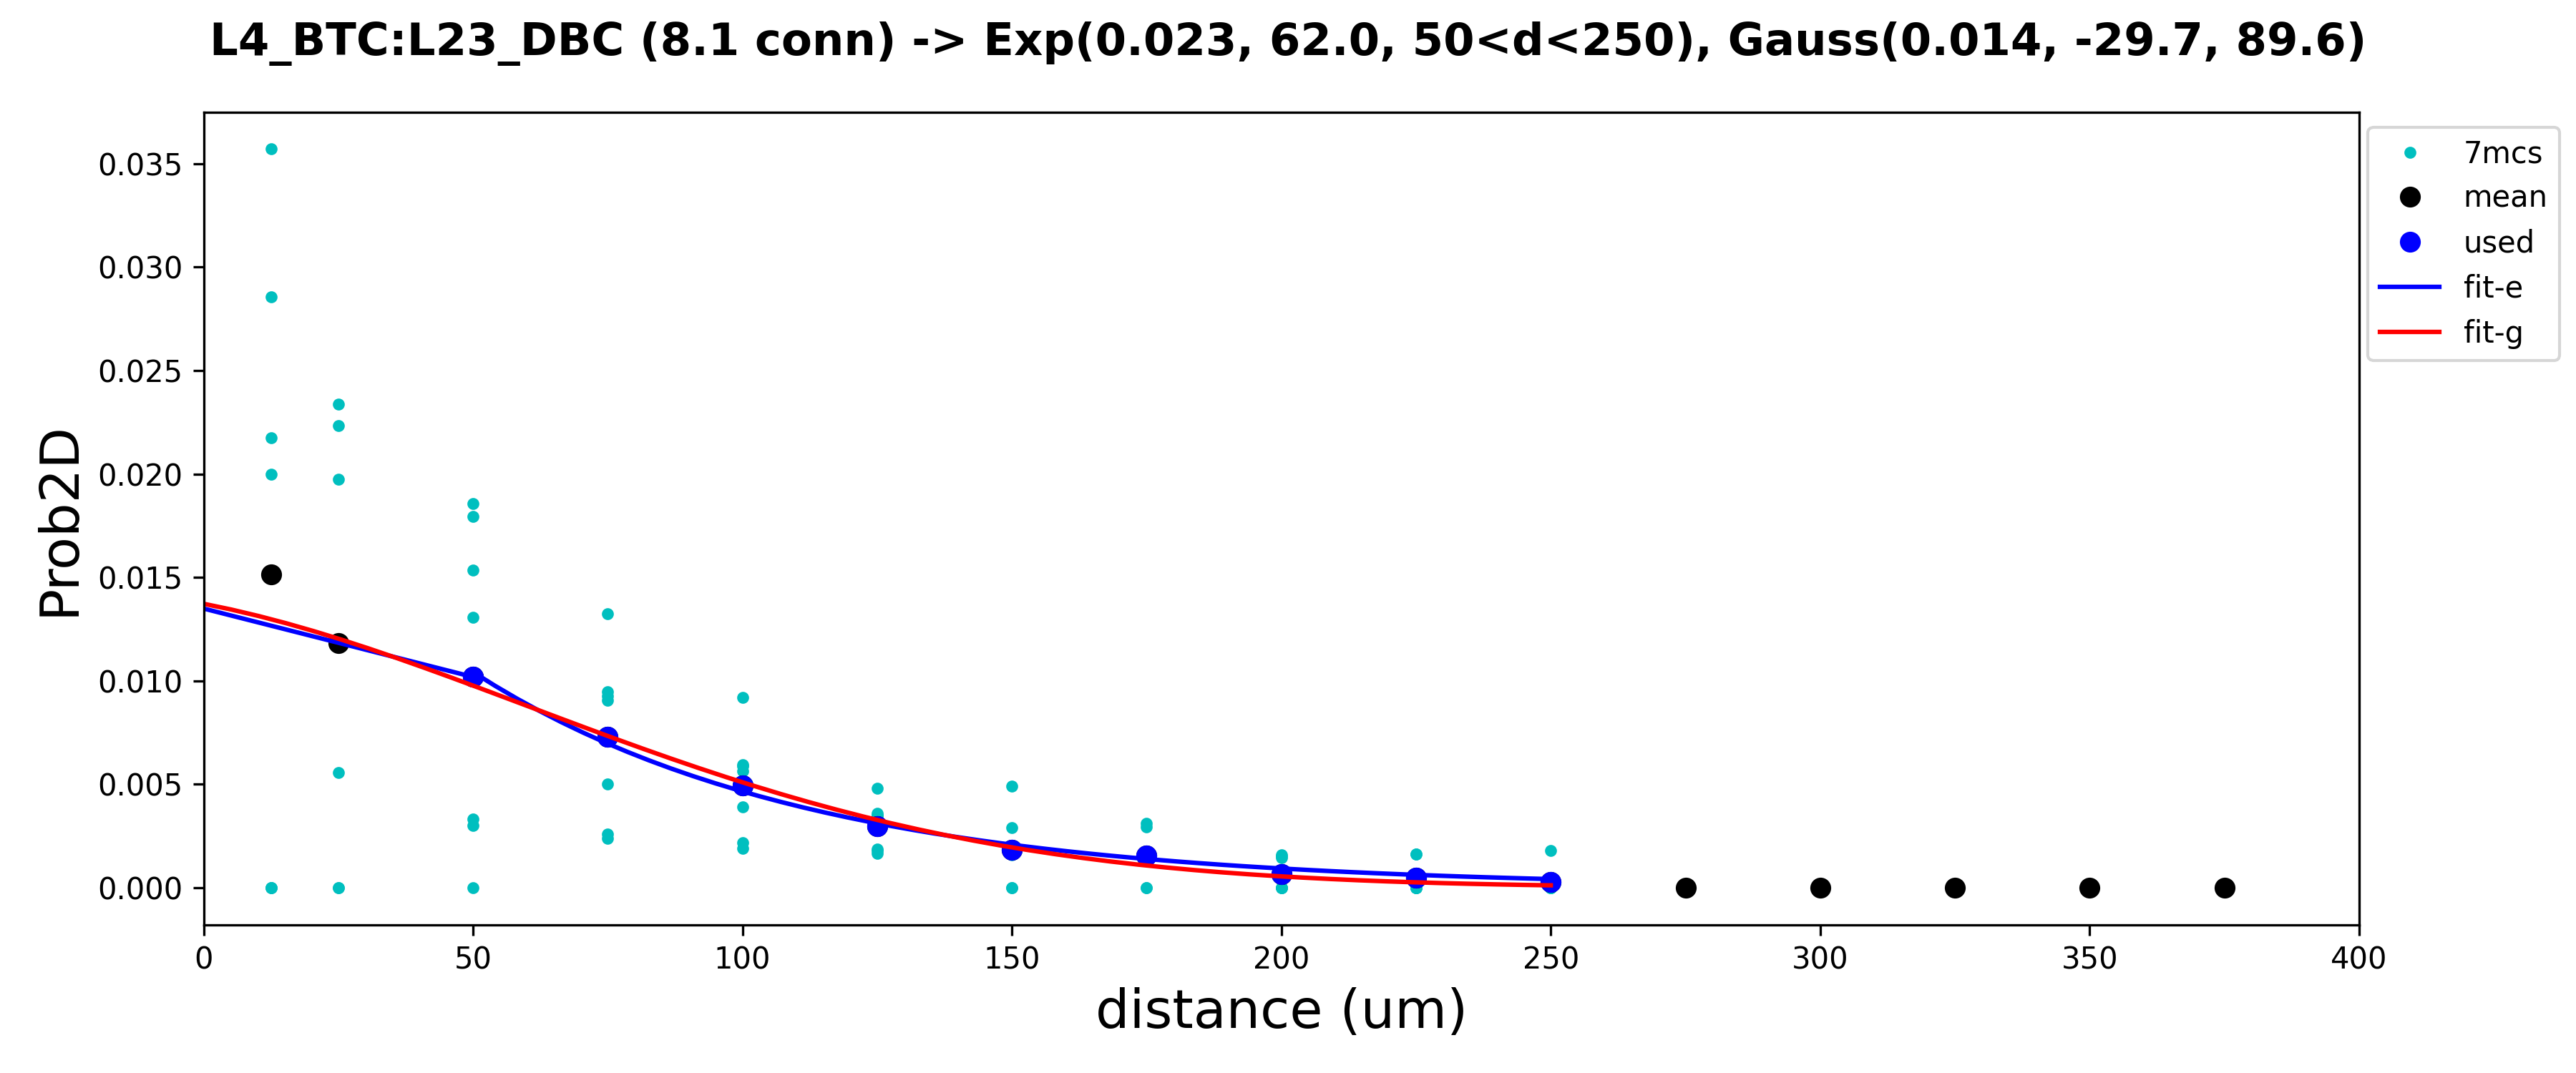 L4_BTC:L23_DBC (8.1 conn) -> Exp(0.023, 62.0, 50<d<250), Gauss(0.014, -29.7, 89.6)
0.035
0.030
0.025
0.020
0.015
0.010
0.005
0.000
Prob2D
0 50 100 150 200 250 300 350 400
distance (um)
7mcs
mean
used
fit-e
fit-g